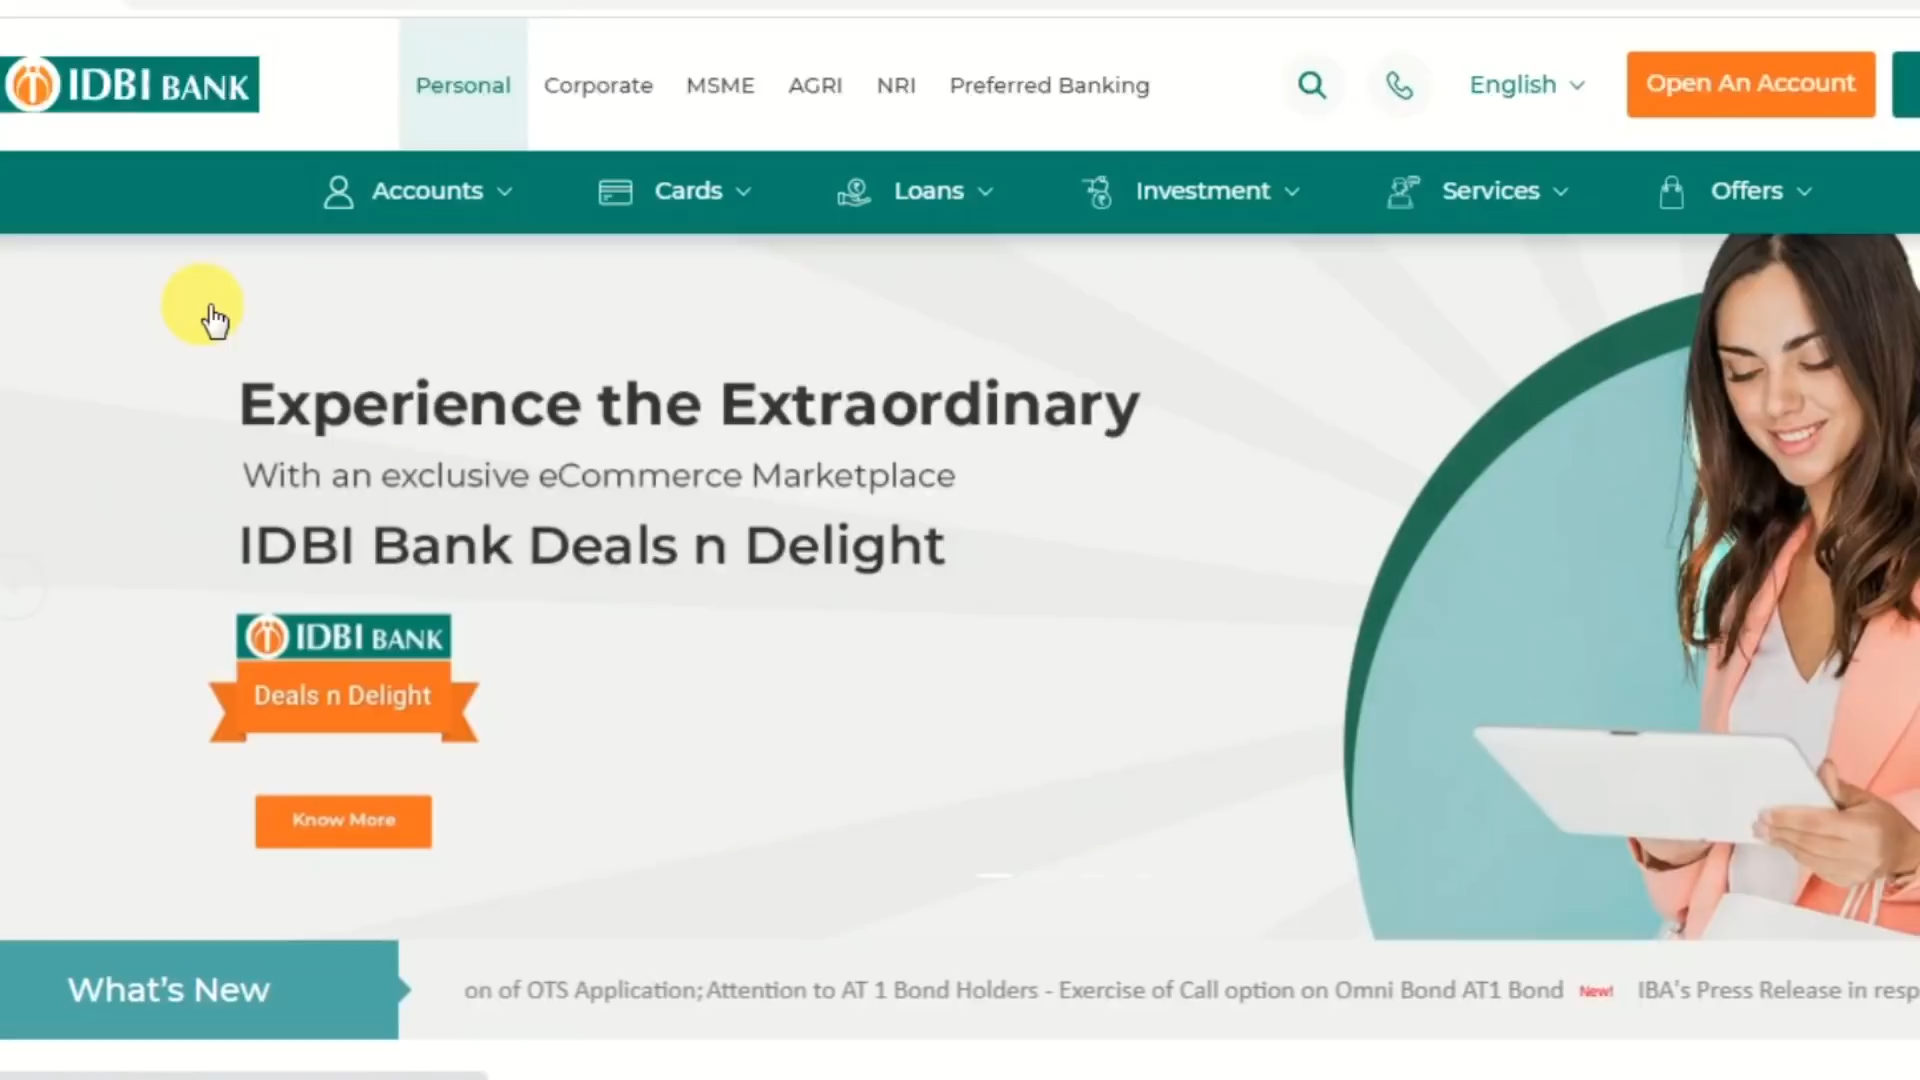 IDBI BANK
Personal Corporate MSME AGRI NRI Preferred Banking English Open An Account
Accounts Cards Loans Investment Services Offers
Experience the Extraordinary
With an exclusive eCommerce Marketplace
IDBI Bank Deals n Delight
IDBI BANK
Deals n Delight
Know More
What's New
on of OTS Application; Attention to AT 1 Bond Holders - Exercise of Call option on Omni Bond AT1 Bond New! IBA's Press Release in resp